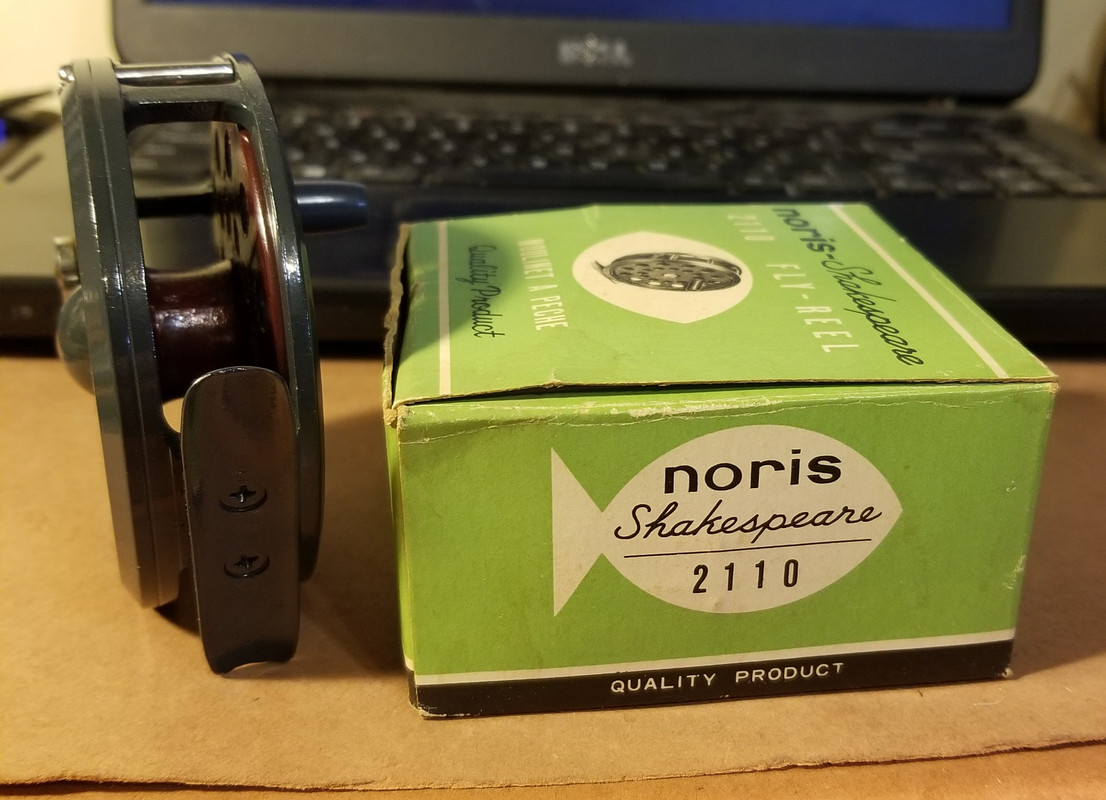 noris-Shakespeare
2110 FLY-REEL
MOULINET A PECHE
Quality Product
noris
Shakespeare
2110
QUALITY PRODUCT